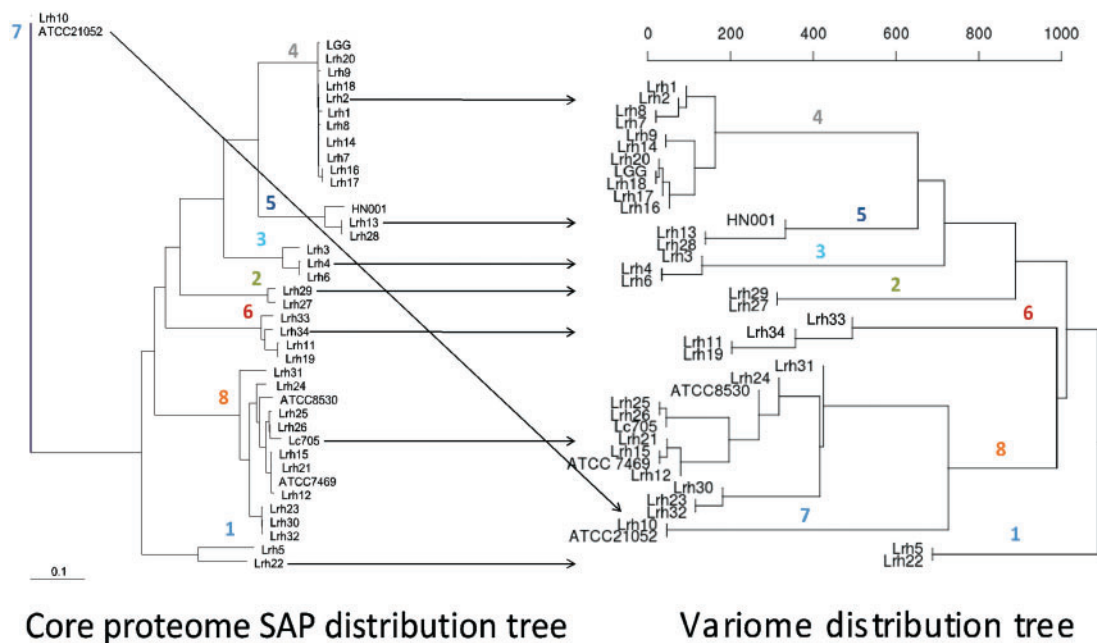 Lrh10
7 ATCC21052
4
LGG
Lrh20
Lrh9
Lrh18
Lrh2
Lrh1
Lrh8
Lrh14
Lrh7
Lrh16
Lrh17
5
HN001
Lrh13
Lrh28
3
Lrh3
Lrh4
Lrh6
2
Lrh29
Lrh27
6
Lrh33
Lrh34
Lrh11
Lrh19
8
Lrh31
Lrh24
ATCC8530
Lrh25
Lrh26
Lc705
Lrh15
Lrh21
ATCC7469
Lrh12
Lrh23
Lrh30
Lrh32
1
Lrh5
Lrh22
0.1
Core proteome SAP distribution tree
0 200 400 600 800 1000
Lrh1
Lrh2
Lrh8
Lrh7
4
Lrh9
Lrh14
Lrh20
LGG
Lrh18
Lrh17
Lrh16
HN001
5
Lrh13
Lrh28
Lrh3
3
Lrh4
Lrh6
2
Lrh29
Lrh27
6
Lrh33
Lrh34
Lrh11
Lrh19
Lrh31
Lrh24
ATCC8530
Lrh25
Lrh26
Lc705
Lrh21
Lrh15
ATCC 7469
Lrh12
8
Lrh30
Lrh23
Lrh32
7
Lrh10
ATCC21052
1
Lrh5
Lrh22
Variome distribution tree